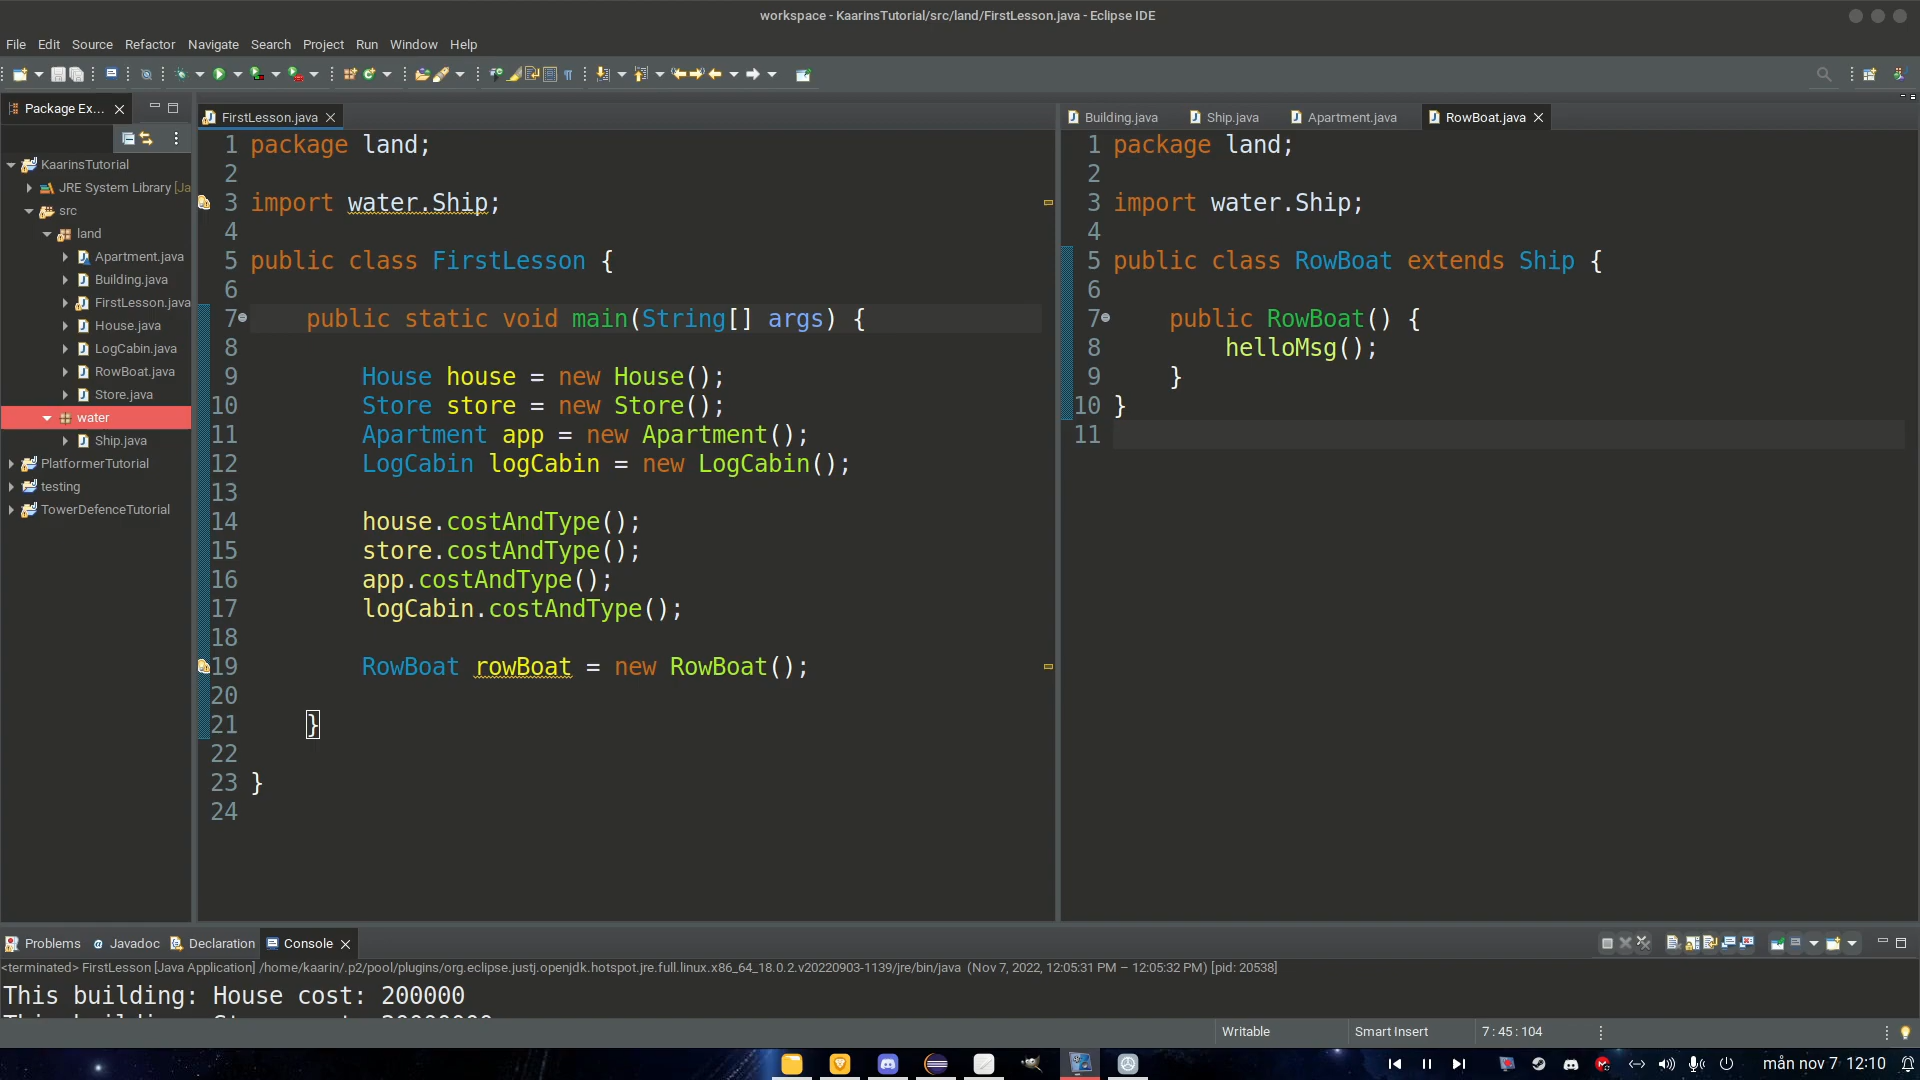 workspace - KaarinsTutorial/src/land/FirstLesson.java - Eclipse IDE
File Edit Source Refactor Navigate Search Project Run Window Help
Package Ex...
KaarinsTutorial
JRE System Library [Ja
src
land
Apartment.java
Building.java
FirstLesson.java
House.java
LogCabin.java
RowBoat.java
Store.java
water
Ship.java
PlatformerTutorial
testing
TowerDefenceTutorial
FirstLesson.java
1 package land;
2
3 import water.Ship;
4
5 public class FirstLesson {
6
7 public static void main(String[] args) {
8
9 House house = new House();
10 Store store = new Store();
11 Apartment app = new Apartment();
12 LogCabin logCabin = new LogCabin();
13
14 house.costAndType();
15 store.costAndType();
16 app.costAndType();
17 logCabin.costAndType();
18
19 RowBoat rowBoat = new RowBoat();
20
21 }
22
23 }
24
Building.java Ship.java Apartment.java RowBoat.java
1 package land;
2
3 import water.Ship;
4
5 public class RowBoat extends Ship {
6
7 public RowBoat() {
8 helloMsg();
9 }
10 }
11
Problems Javadoc Declaration Console
<terminated> FirstLesson [Java Application] /home/kaarin/.p2/pool/plugins/org.eclipse.justj.openjdk.hotspot.jre.full.linux.x86_64_18.0.2.v20220903-1139/jre/bin/java (Nov 7, 2022, 12:05:31 PM – 12:05:32 PM) [pid: 20538]
This building: House cost: 200000
Writable Smart Insert 7 : 45 : 104
mån nov 7 12:10